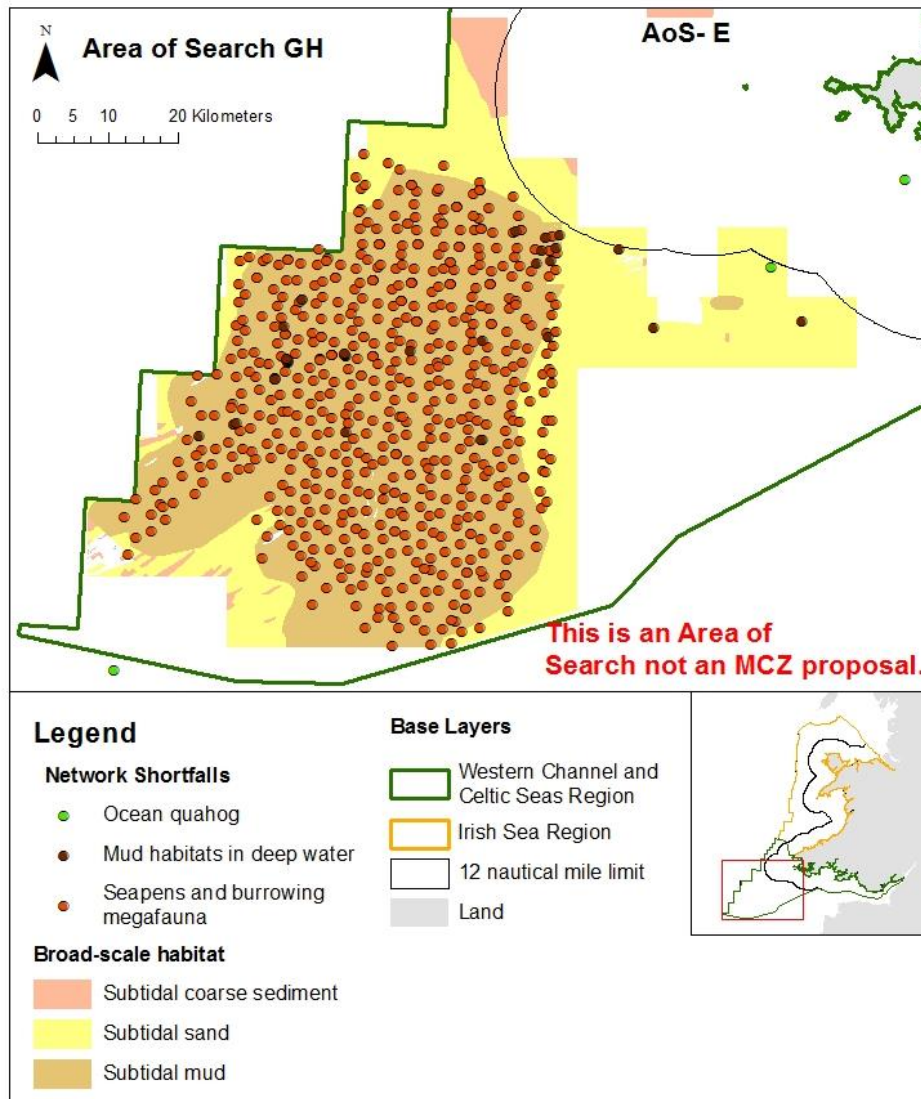 N
Area of Search GH
AoS- E
0 5 10 20 Kilometers
This is an Area of
Search not an MCZ proposal.
Legend
Network Shortfalls
Ocean quahog
Mud habitats in deep water
Seapens and burrowing
megafauna
Broad-scale habitat
Subtidal coarse sediment
Subtidal sand
Subtidal mud
Base Layers
Western Channel and
Celtic Seas Region
Irish Sea Region
12 nautical mile limit
Land